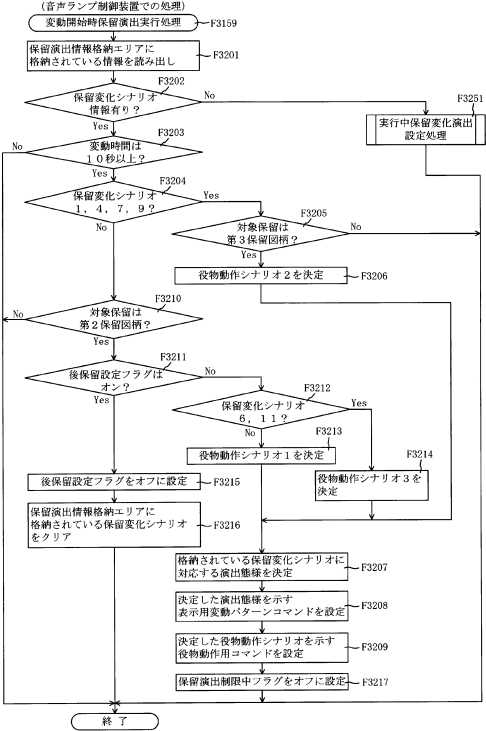 (音声ランプ制御装置での処理)
変動開始時保留演出実行処理
F3159
保留演出情報格納エリアに
格納されている情報を読み出し
F3201
F3202
保留変化シナリオ
情報有り?
No
Yes
F3251
実行中保留変化演出
設定処理
F3203
変動時間は
10秒以上?
No
Yes
F3204
保留変化シナリオ
1,4,7,9?
Yes
No
F3205
対象保留は
第3保留図柄?
No
Yes
役物動作シナリオ2を決定
F3206
F3210
対象保留は
第2保留図柄?
No
Yes
F3211
後保留設定フラグは
オン?
No
Yes
F3212
保留変化シナリオ
6,11?
Yes
No
F3213
役物動作シナリオ1を決定
F3214
役物動作シナリオ3を
決定
後保留設定フラグをオフに設定
F3215
保留演出情報格納エリアに
格納されている保留変化シナリオ
をクリア
F3216
格納されている保留変化シナリオに
対応する演出態様を決定
F3207
決定した演出態様を示す
表示用変動パターンコマンドを設定
F3208
決定した役物動作シナリオを示す
役物動作用コマンドを設定
F3209
保留演出制限中フラグをオフに設定
F3217
終了